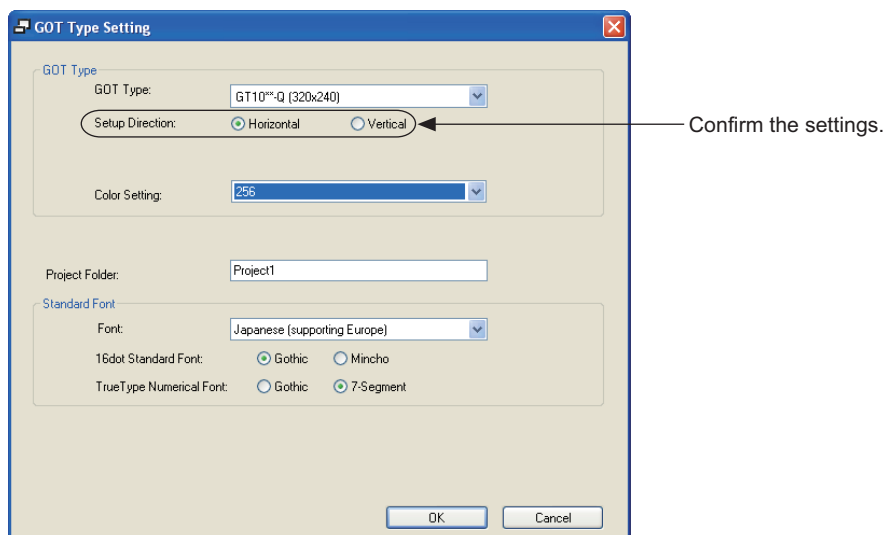 GOT Type Setting
GOT Type
GOT Type: GT10**-Q (320x240)
Setup Direction: Horizontal Vertical
Confirm the settings.
Color Setting: 256
Project Folder: Project1
Standard Font
Font: Japanese (supporting Europe)
16dot Standard Font: Gothic Mincho
TrueType Numerical Font: Gothic 7-Segment
OK Cancel